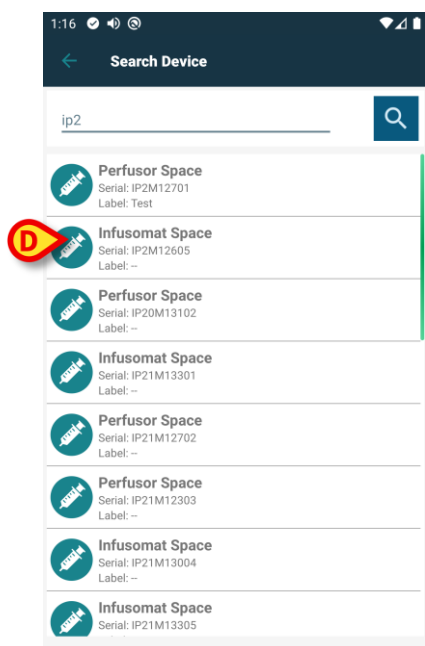 1:16
Search Device
ip2
Perfusor Space
Serial: IP2M12701
Label: Test
D
Infusomat Space
Serial: IP2M12605
Label: --
Perfusor Space
Serial: IP20M13102
Label: --
Infusomat Space
Serial: IP21M13301
Label: --
Perfusor Space
Serial: IP21M12702
Label: --
Perfusor Space
Serial: IP21M12303
Label: --
Infusomat Space
Serial: IP21M13004
Label: --
Infusomat Space
Serial: IP21M13305